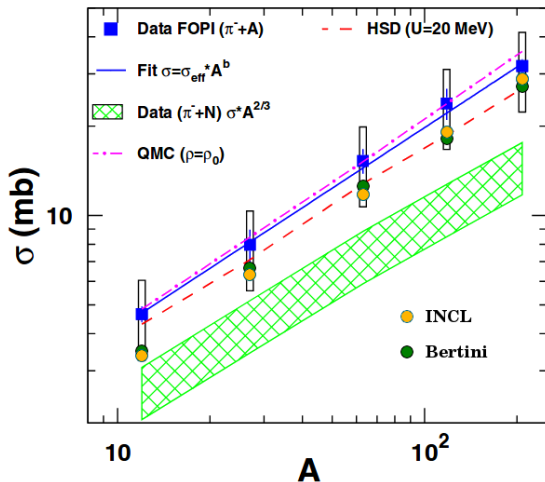 Data FOPI (π⁻+A)
HSD (U=20 MeV)
Fit σ=σ_eff*A^b
Data (π⁻+N) σ*A^2/3
QMC (ρ=ρ₀)
10
σ (mb)
INCL
Bertini
10
10²
A